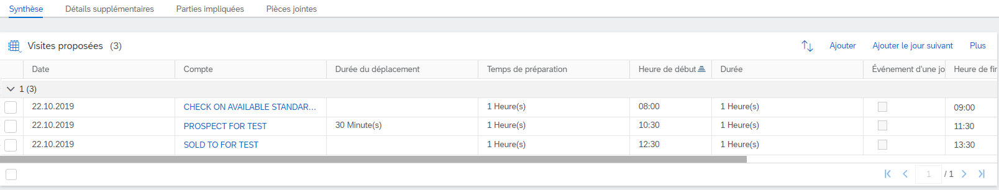 Synthèse Détails supplémentaires Parties impliquées Pièces jointes
Visites proposées (3) Ajouter Ajouter le jour suivant Plus
Date Compte Durée du déplacement Temps de préparation Heure de début Durée Événement d'une jo Heure de fin
1 (3)
22.10.2019 CHECK ON AVAILABLE STANDAR... 1 Heure(s) 08:00 1 Heure(s) 09:00
22.10.2019 PROSPECT FOR TEST 30 Minute(s) 1 Heure(s) 10:30 1 Heure(s) 11:30
22.10.2019 SOLD TO FOR TEST 1 Heure(s) 12:30 1 Heure(s) 13:30
1 / 1